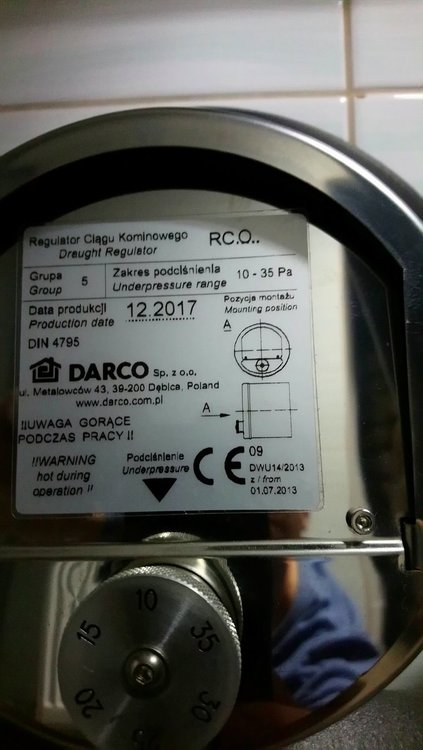 Regulator Ciągu Kominowego RC.O..
Draught Regulator
Grupa 5 Zakres podciśnienia 10 - 35 Pa
Group Underpressure range
Data produkcji 12.2017 Pozycja montażu
Production date Mounting position
DIN 4795
A
DARCO Sp. z o.o.
ul. Metalowców 43, 39-200 Dębica, Poland
www.darco.com.pl
A
!!UWAGA GORĄCE
PODCZAS PRACY !!
!!WARNING
hot during
operation !!
Podciśnienie
Underpressure
CE 09
DWU14/2013
z / from
01.07.2013
10
15
35
20
30
25